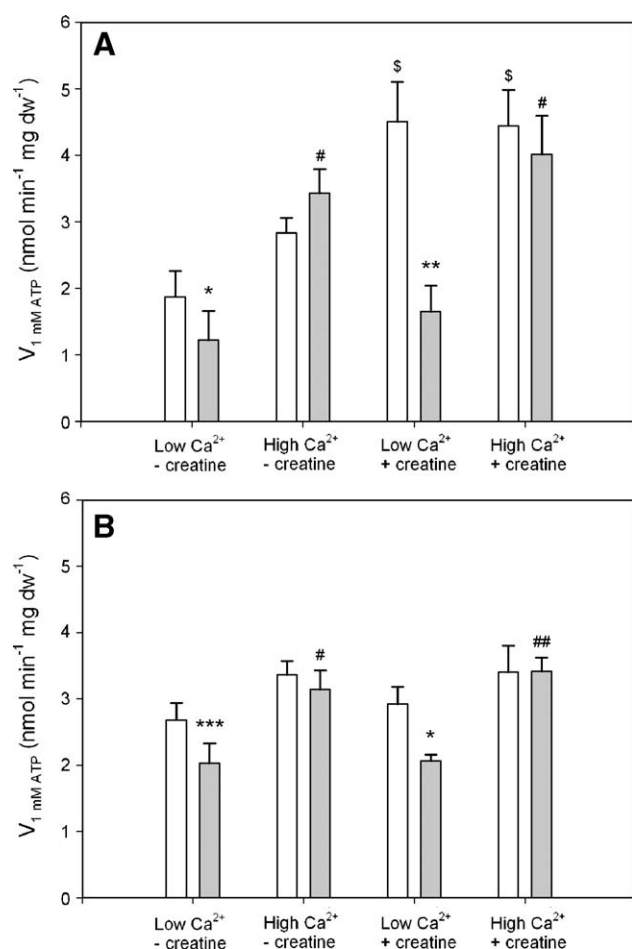 A
V1 mM ATP (nmol min-1 mg dw-1)
6
5
4
3
2
1
0
*
#
$
**
$
#
Low Ca2+
- creatine
High Ca2+
- creatine
Low Ca2+
+ creatine
High Ca2+
+ creatine
B
V1 mM ATP (nmol min-1 mg dw-1)
6
5
4
3
2
1
0
***
#
*
##
Low Ca2+
- creatine
High Ca2+
- creatine
Low Ca2+
+ creatine
High Ca2+
+ creatine